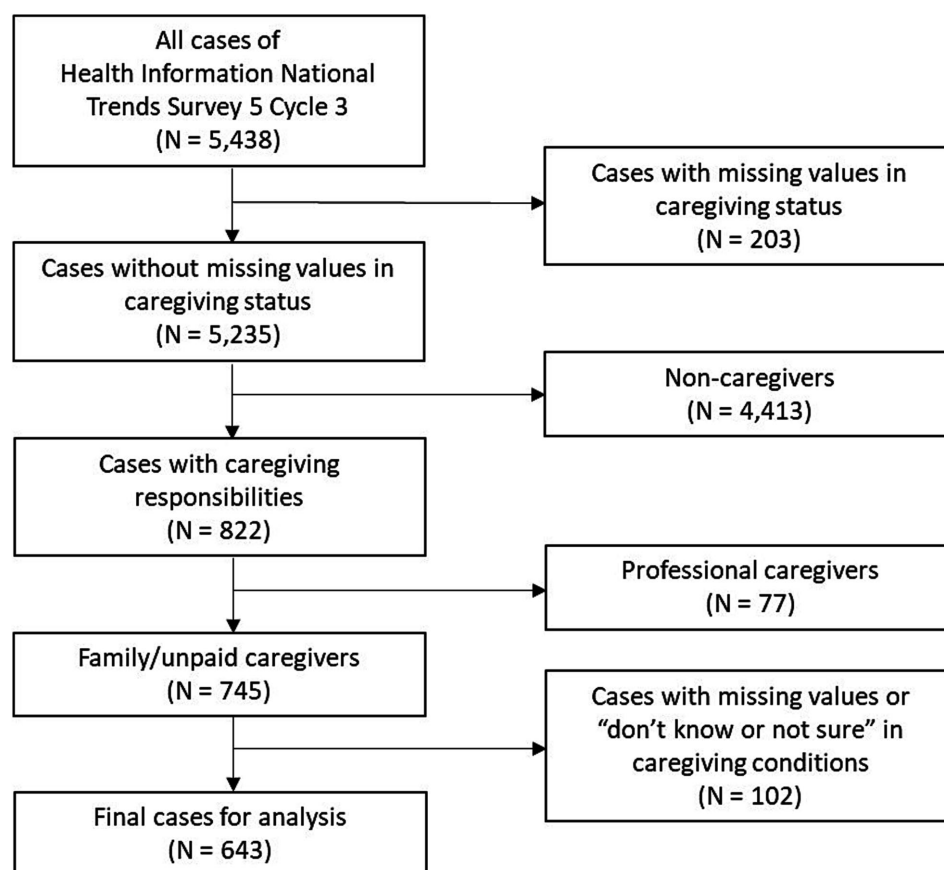 All cases of
Health Information National
Trends Survey 5 Cycle 3
(N = 5,438)
Cases with missing values in
caregiving status
(N = 203)
Cases without missing values in
caregiving status
(N = 5,235)
Non-caregivers
(N = 4,413)
Cases with caregiving
responsibilities
(N = 822)
Professional caregivers
(N = 77)
Family/unpaid caregivers
(N = 745)
Cases with missing values or
“don’t know or not sure” in
caregiving conditions
(N = 102)
Final cases for analysis
(N = 643)